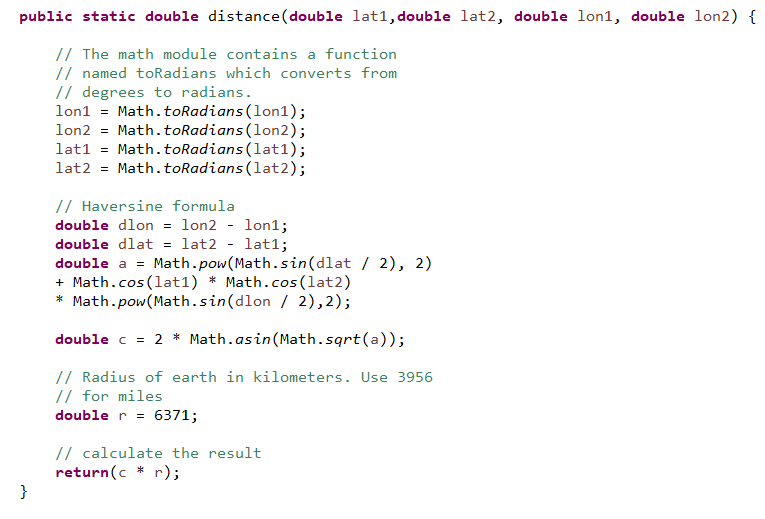 public static double distance(double lat1,double lat2, double lon1, double lon2) {
// The math module contains a function
// named toRadians which converts from
// degrees to radians.
lon1 = Math.toRadians(lon1);
lon2 = Math.toRadians(lon2);
lat1 = Math.toRadians(lat1);
lat2 = Math.toRadians(lat2);
// Haversine formula
double dlon = lon2 - lon1;
double dlat = lat2 - lat1;
double a = Math.pow(Math.sin(dlat / 2), 2)
+ Math.cos(lat1) * Math.cos(lat2)
* Math.pow(Math.sin(dlon / 2),2);
double c = 2 * Math.asin(Math.sqrt(a));
// Radius of earth in kilometers. Use 3956
// for miles
double r = 6371;
// calculate the result
return(c * r);
}